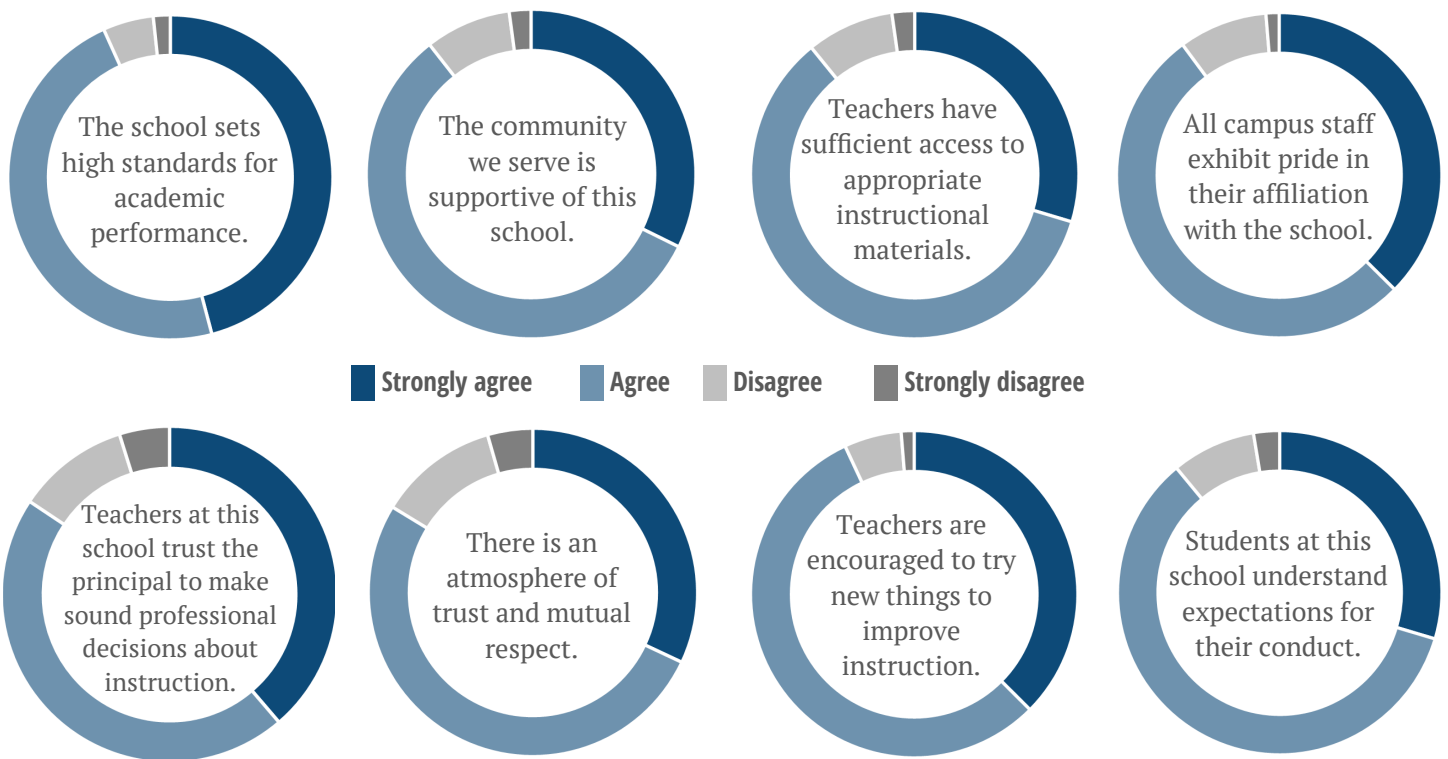 The school sets
high standards for
academic
performance.
The community
we serve is
supportive of this
school.
Teachers have
sufficient access to
appropriate
instructional
materials.
All campus staff
exhibit pride in
their affiliation
with the school.
Strongly agree
Agree
Disagree
Strongly disagree
Teachers at this
school trust the
principal to make
sound professional
decisions about
instruction.
There is an
atmosphere of
trust and mutual
respect.
Teachers are
encouraged to try
new things to
improve
instruction.
Students at this
school understand
expectations for
their conduct.